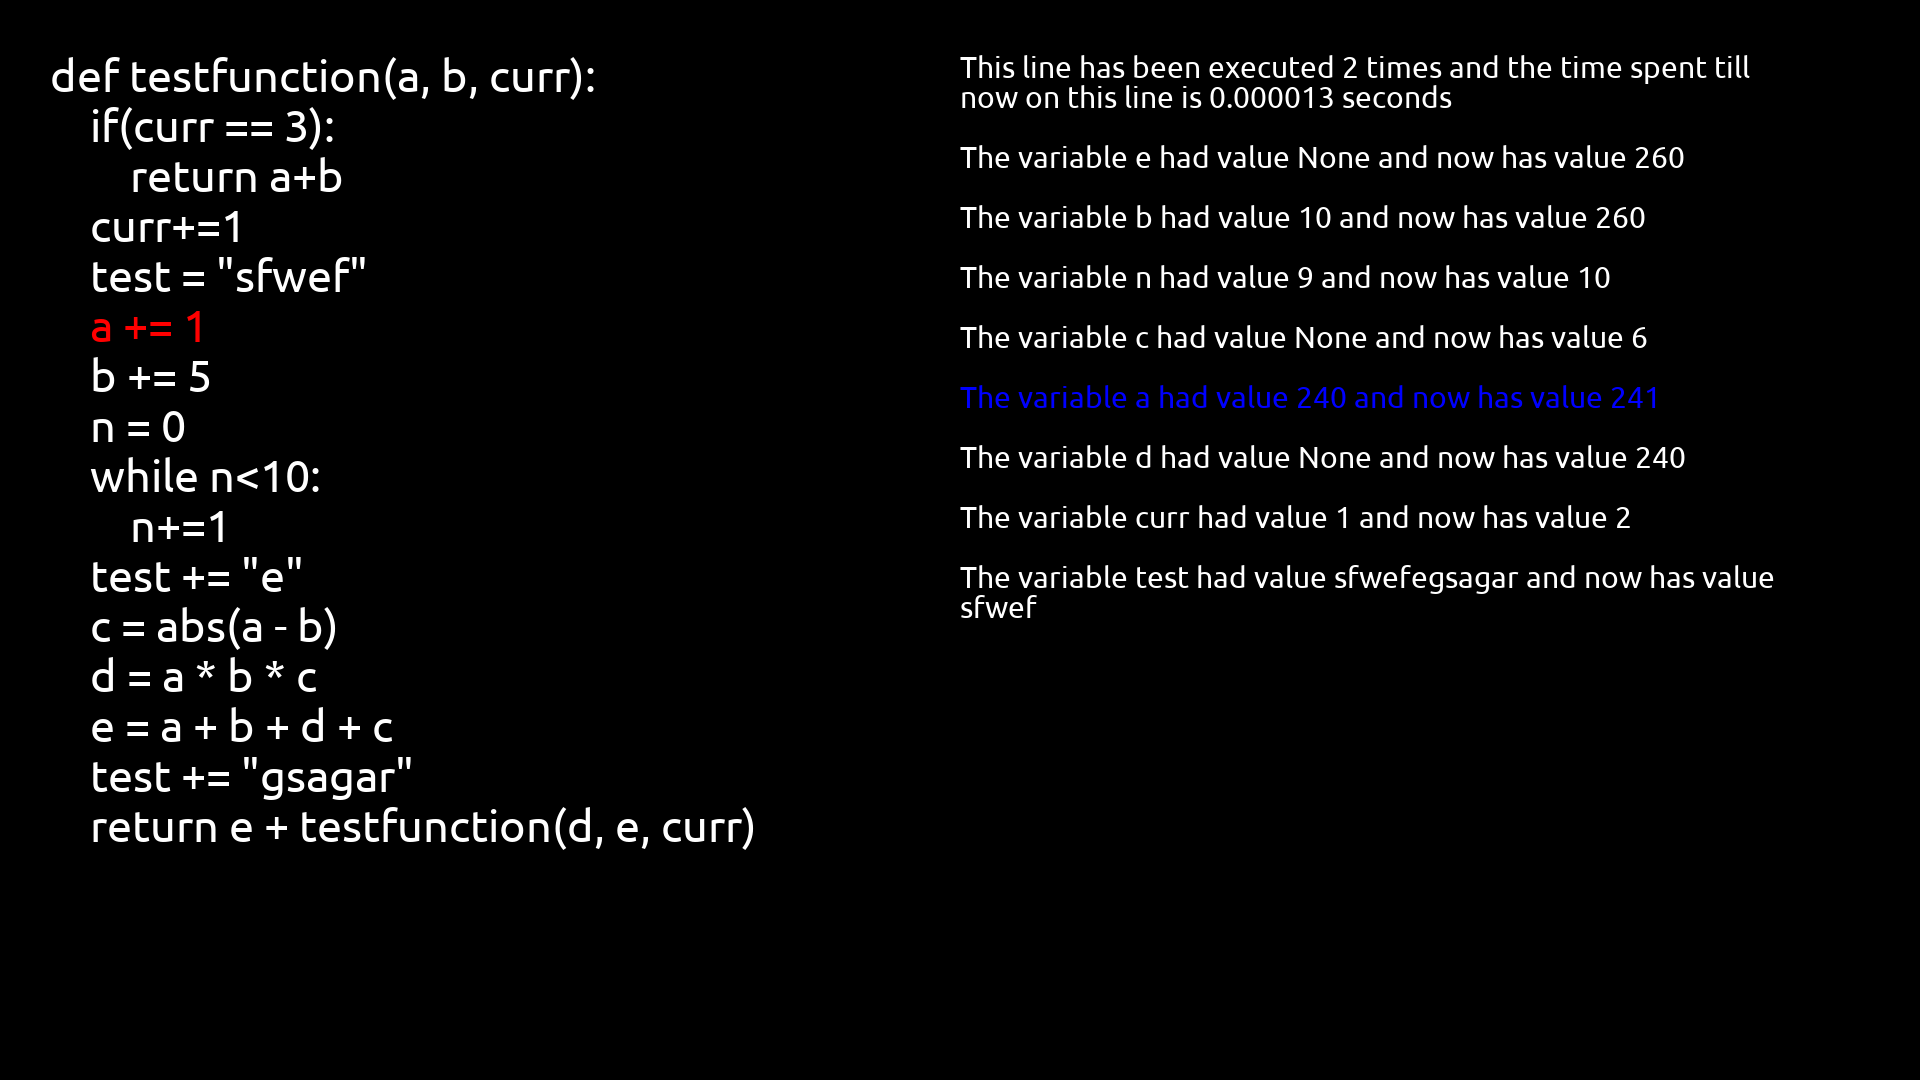 def testfunction(a, b, curr):
if(curr == 3):
return a+b
curr+=1
test = "sfwef"
a += 1
b += 5
n = 0
while n<10:
n+=1
test += "e"
c = abs(a - b)
d = a * b * c
e = a + b + d + c
test += "gsagar"
return e + testfunction(d, e, curr)
This line has been executed 2 times and the time spent till
now on this line is 0.000013 seconds
The variable e had value None and now has value 260
The variable b had value 10 and now has value 260
The variable n had value 9 and now has value 10
The variable c had value None and now has value 6
The variable a had value 240 and now has value 241
The variable d had value None and now has value 240
The variable curr had value 1 and now has value 2
The variable test had value sfwefegsagar and now has value
sfwef